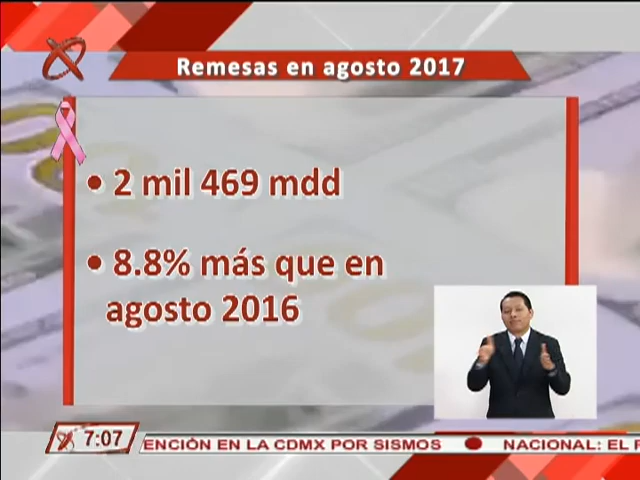 Remesas en agosto 2017
• 2 mil 469 mdd
• 8.8% más que en
agosto 2016
7:07
ENCIÓN EN LA CDMX POR SISMOS ● NACIONAL: EL